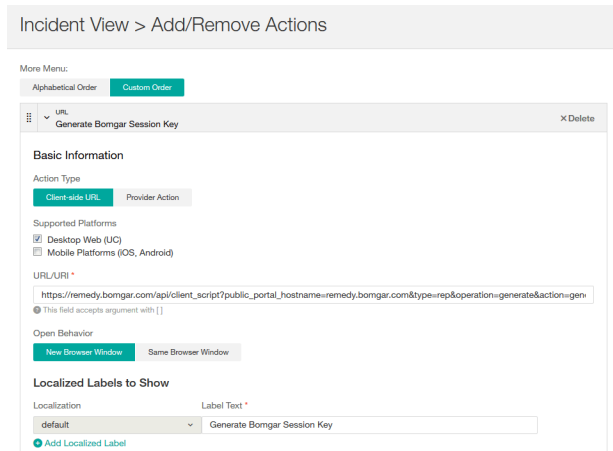 Incident View > Add/Remove Actions
More Menu:
Alphabetical Order Custom Order
URL
Generate Bomgar Session Key
×Delete
Basic Information
Action Type
Client-side URL Provider Action
Supported Platforms
Desktop Web (UC)
Mobile Platforms (iOS, Android)
URL/URI *
https://remedy.bomgar.com/api/client_script?public_portal_hostname=remedy.bomgar.com&type=rep&operation=generate&action=gen
This field accepts argument with [ ]
Open Behavior
New Browser Window Same Browser Window
Localized Labels to Show
Localization Label Text *
default Generate Bomgar Session Key
Add Localized Label